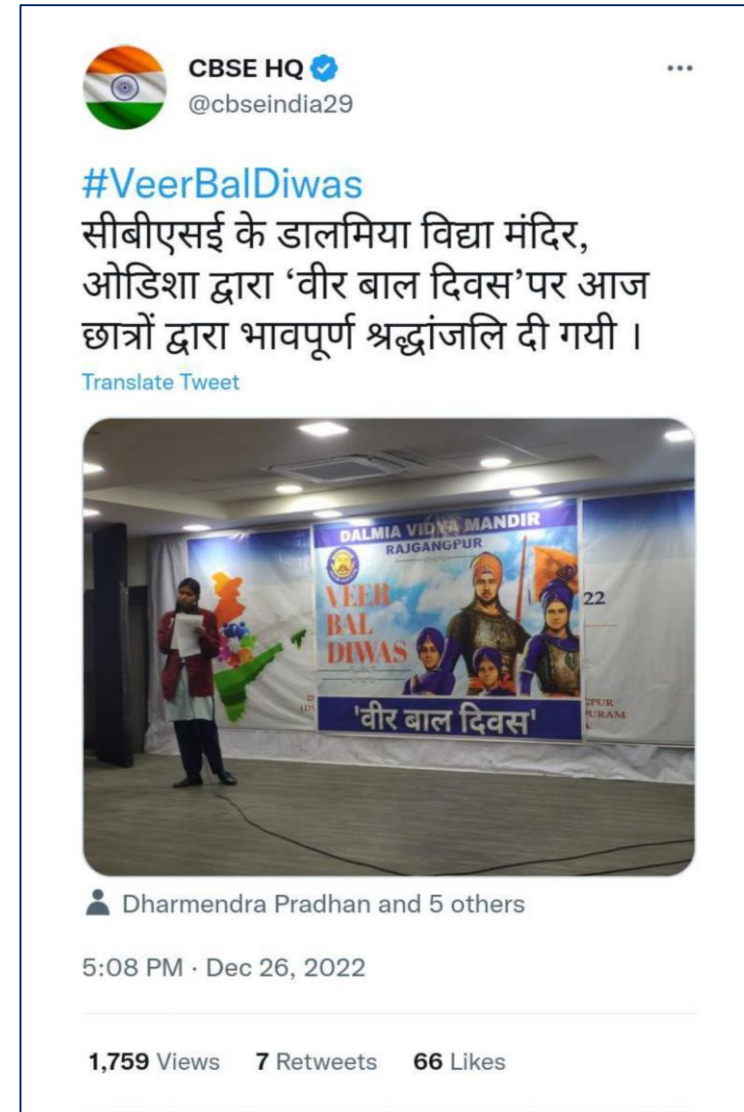 CBSE HQ
@cbseindia29
#VeerBalDiwas
सीबीएसई के डालमिया विद्या मंदिर,
ओडिशा द्वारा ‘वीर बाल दिवस’पर आज
छात्रों द्वारा भावपूर्ण श्रद्धांजलि दी गयी ।
Translate Tweet
DALMIA VIDYA MANDIR
RAJGANGPUR
VEER
BAL
DIWAS
22
'वीर बाल दिवस'
Dharmendra Pradhan and 5 others
5:08 PM · Dec 26, 2022
1,759 Views 7 Retweets 66 Likes